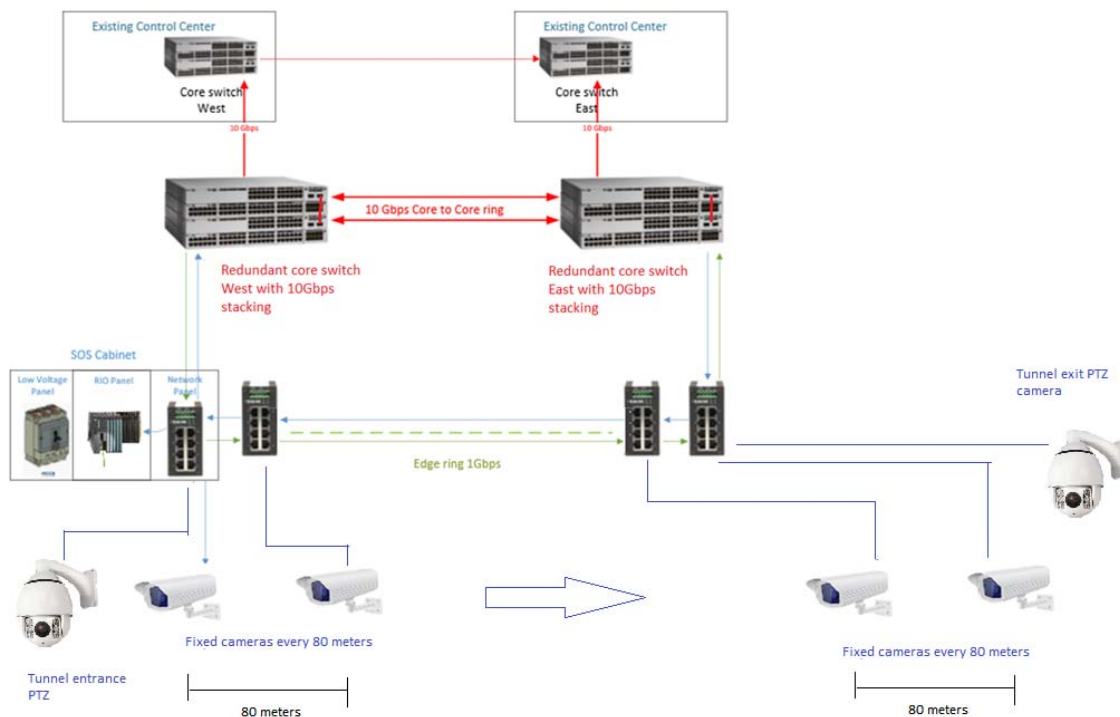 Existing Control Center
Existing Control Center
Core switch
West
Core switch
East
10 Gbps
10 Gbps
10 Gbps Core to Core ring
Redundant core switch
West with 10Gbps
stacking
Redundant core switch
East with 10Gbps
stacking
SOS Cabinet
Low Voltage
Panel
RIO Panel
Network
Panel
Tunnel exit PTZ
camera
Edge ring 1Gbps
Fixed cameras every 80 meters
Fixed cameras every 80 meters
Tunnel entrance
PTZ
80 meters
80 meters